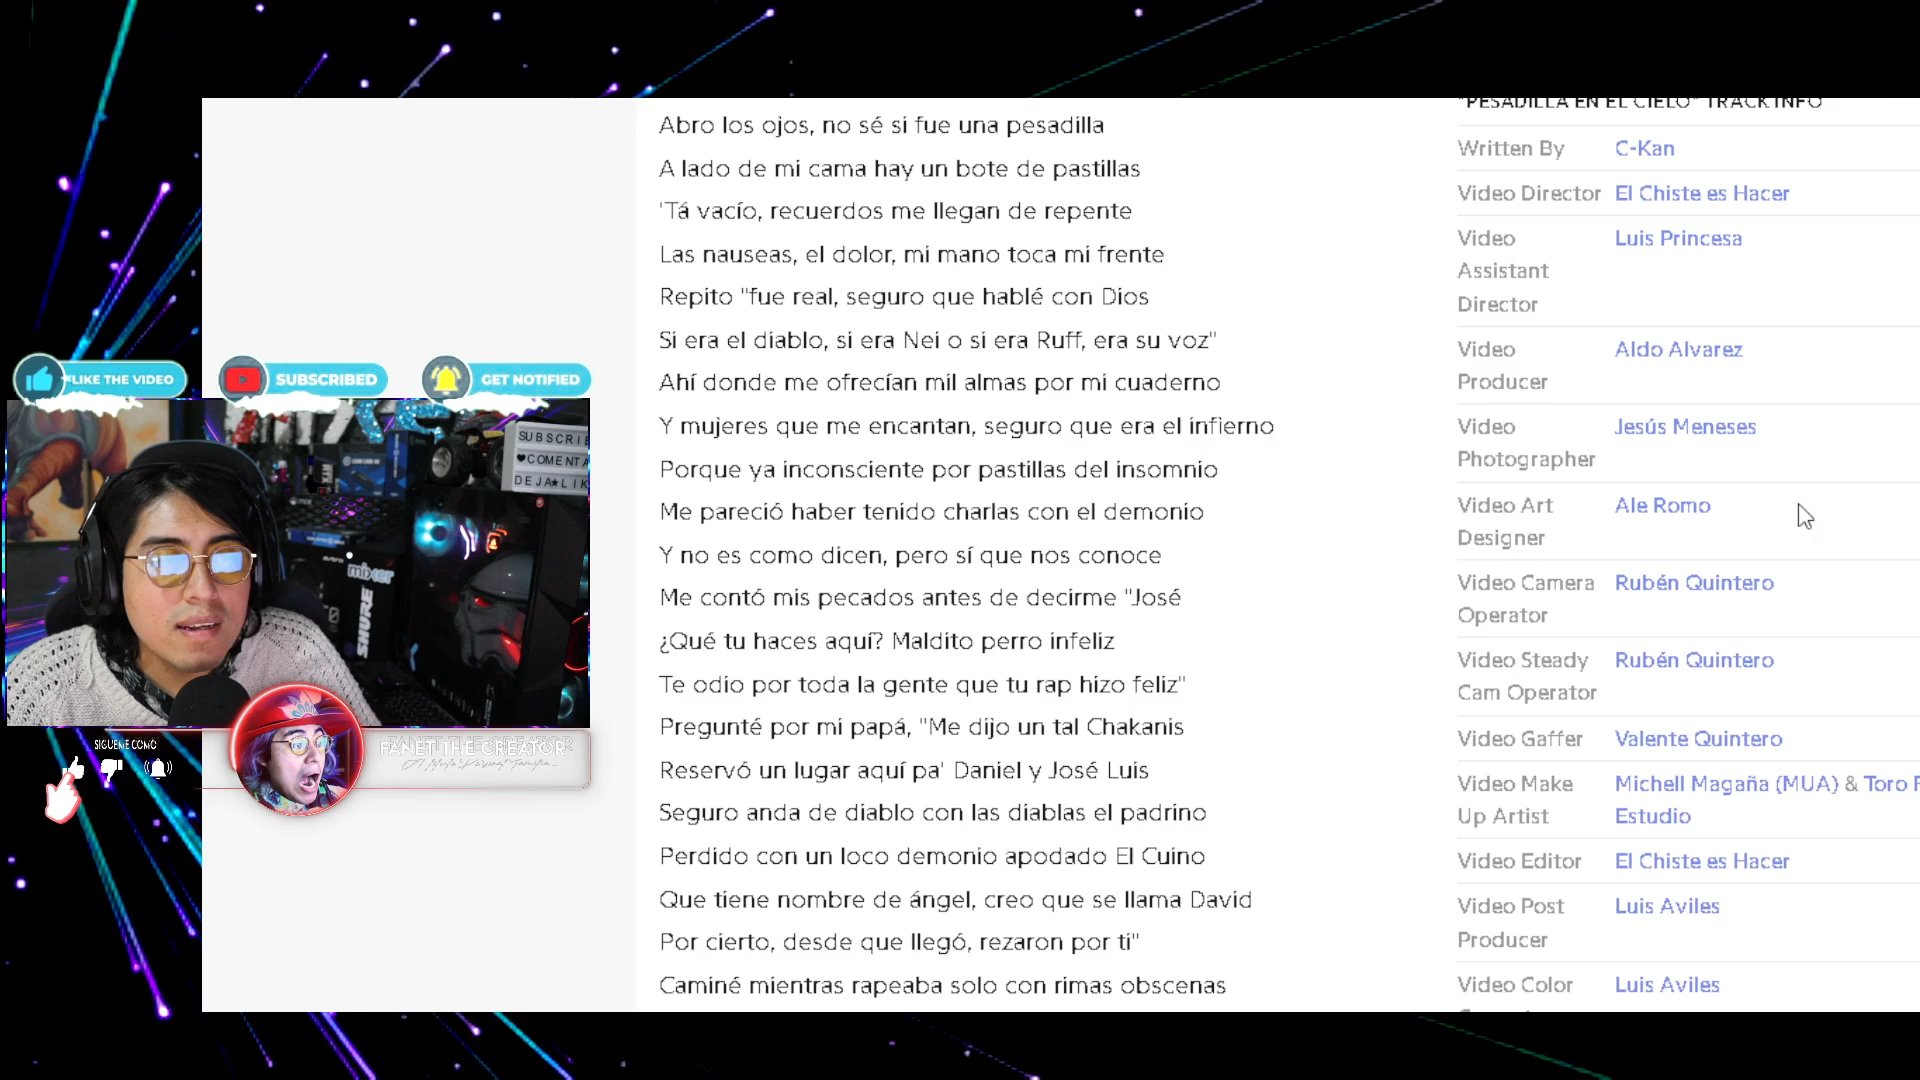 Abro los ojos, no sé si fue una pesadilla
A lado de mi cama hay un bote de pastillas
'Tá vacío, recuerdos me llegan de repente
Las nauseas, el dolor, mi mano toca mi frente
Repito "fue real, seguro que hablé con Dios
Si era el diablo, si era Nei o si era Ruff, era su voz"
Ahí donde me ofrecían mil almas por mi cuaderno
Y mujeres que me encantan, seguro que era el infierno
Porque ya inconsciente por pastillas del insomnio
Me pareció haber tenido charlas con el demonio
Y no es como dicen, pero sí que nos conoce
Me contó mis pecados antes de decirme "José
¿Qué tu haces aquí? Maldito perro infeliz
Te odio por toda la gente que tu rap hizo feliz"
Pregunté por mi papá, "Me dijo un tal Chakanis
Reservó un lugar aquí pa' Daniel y José Luis
Seguro anda de diablo con las diablas el padrino
Perdido con un loco demonio apodado El Cuino
Que tiene nombre de ángel, creo que se llama David
Por cierto, desde que llegó, rezaron por ti"
Caminé mientras rapeaba solo con rimas obscenas
"PESADILLA EN EL CIELO" TRACK INFO
Written By C-Kan
Video Director El Chiste es Hacer
Video Luis Princesa
Assistant
Director
Video Aldo Alvarez
Producer
Video Jesús Meneses
Photographer
Video Art Ale Romo
Designer
Video Camera Rubén Quintero
Operator
Video Steady Rubén Quintero
Cam Operator
Video Gaffer Valente Quintero
Video Make Michell Magaña (MUA) & Toro
Up Artist Estudio
Video Editor El Chiste es Hacer
Video Post Luis Aviles
Producer
Video Color Luis Aviles
LIKE THE VIDEO
SUBSCRIBED
GET NOTIFIED
SUBSCRIBE
♥COMENTA
DEJA★LIK
mixcer
SHURE
SIGUEME COMO
FANET THE CREATOR